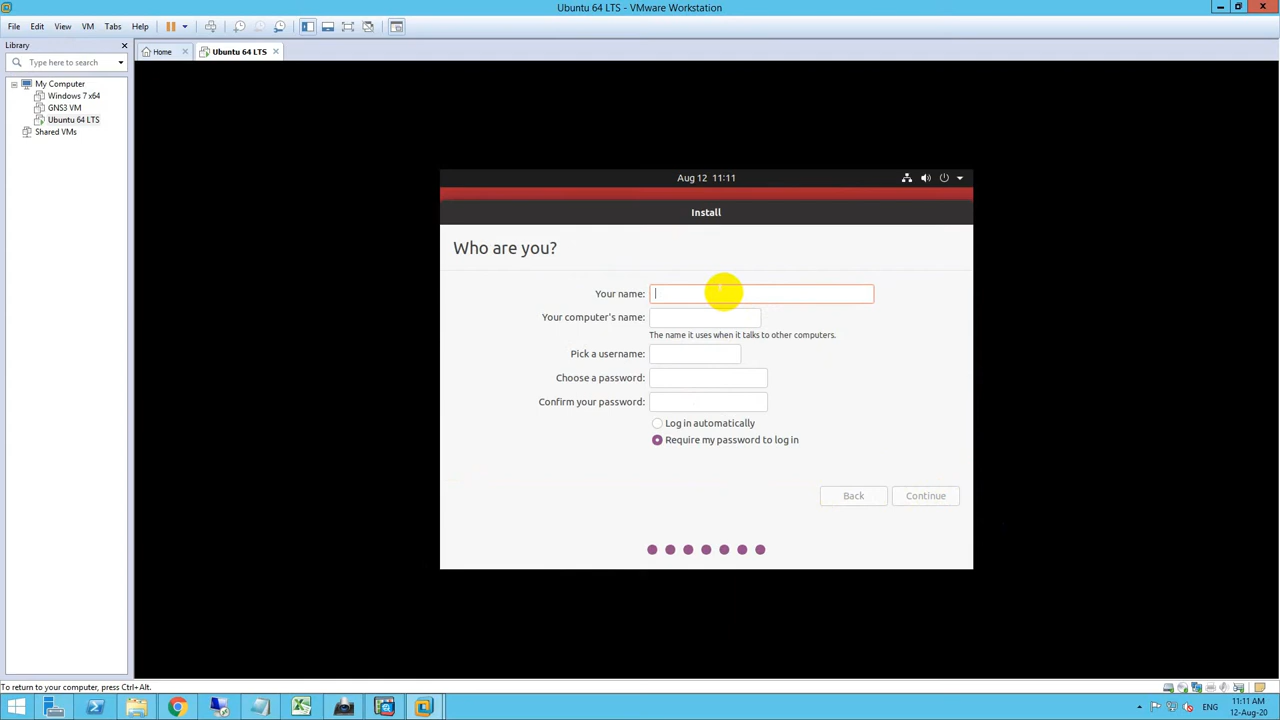 Ubuntu 64 LTS - VMware Workstation
File Edit View VM Tabs Help
Library
Type here to search
Home
Ubuntu 64 LTS
My Computer
Windows 7 x64
GNS3 VM
Ubuntu 64 LTS
Shared VMs
Aug 12 11:11
Install
Who are you?
Your name:
Your computer's name:
The name it uses when it talks to other computers.
Pick a username:
Choose a password:
Confirm your password:
Log in automatically
Require my password to log in
Back
Continue
To return to your computer, press Ctrl+Alt.
ENG
11:11 AM
12-Aug-20